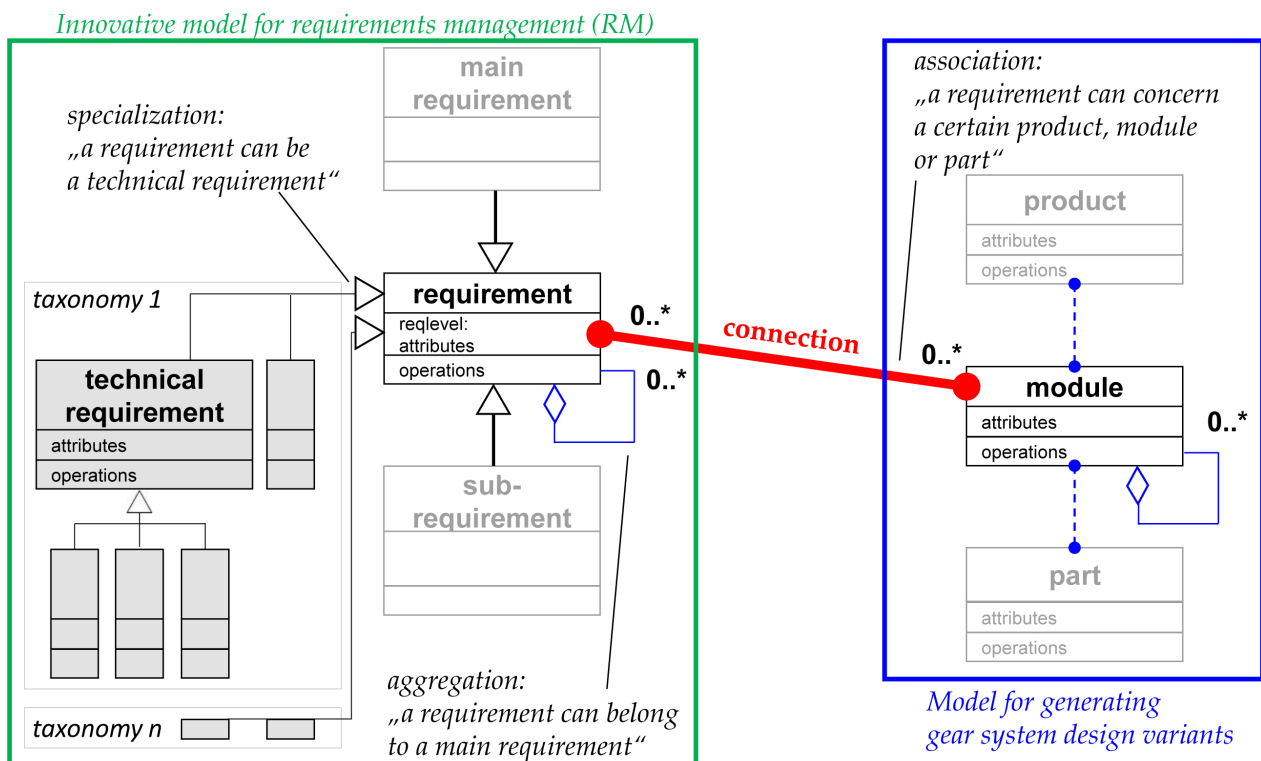 Innovative model for requirements management (RM)
main
requirement
specialization:
„a requirement can be
a technical requirement“
taxonomy 1
requirement
reqlevel:
attributes
operations
0..*
0..*
technical
requirement
attributes
operations
sub-
requirement
aggregation:
„a requirement can belong
to a main requirement“
taxonomy n
connection
0..*
association:
„a requirement can concern
a certain product, module
or part“
product
attributes
operations
module
attributes
operations
0..*
part
attributes
operations
Model for generating
gear system design variants